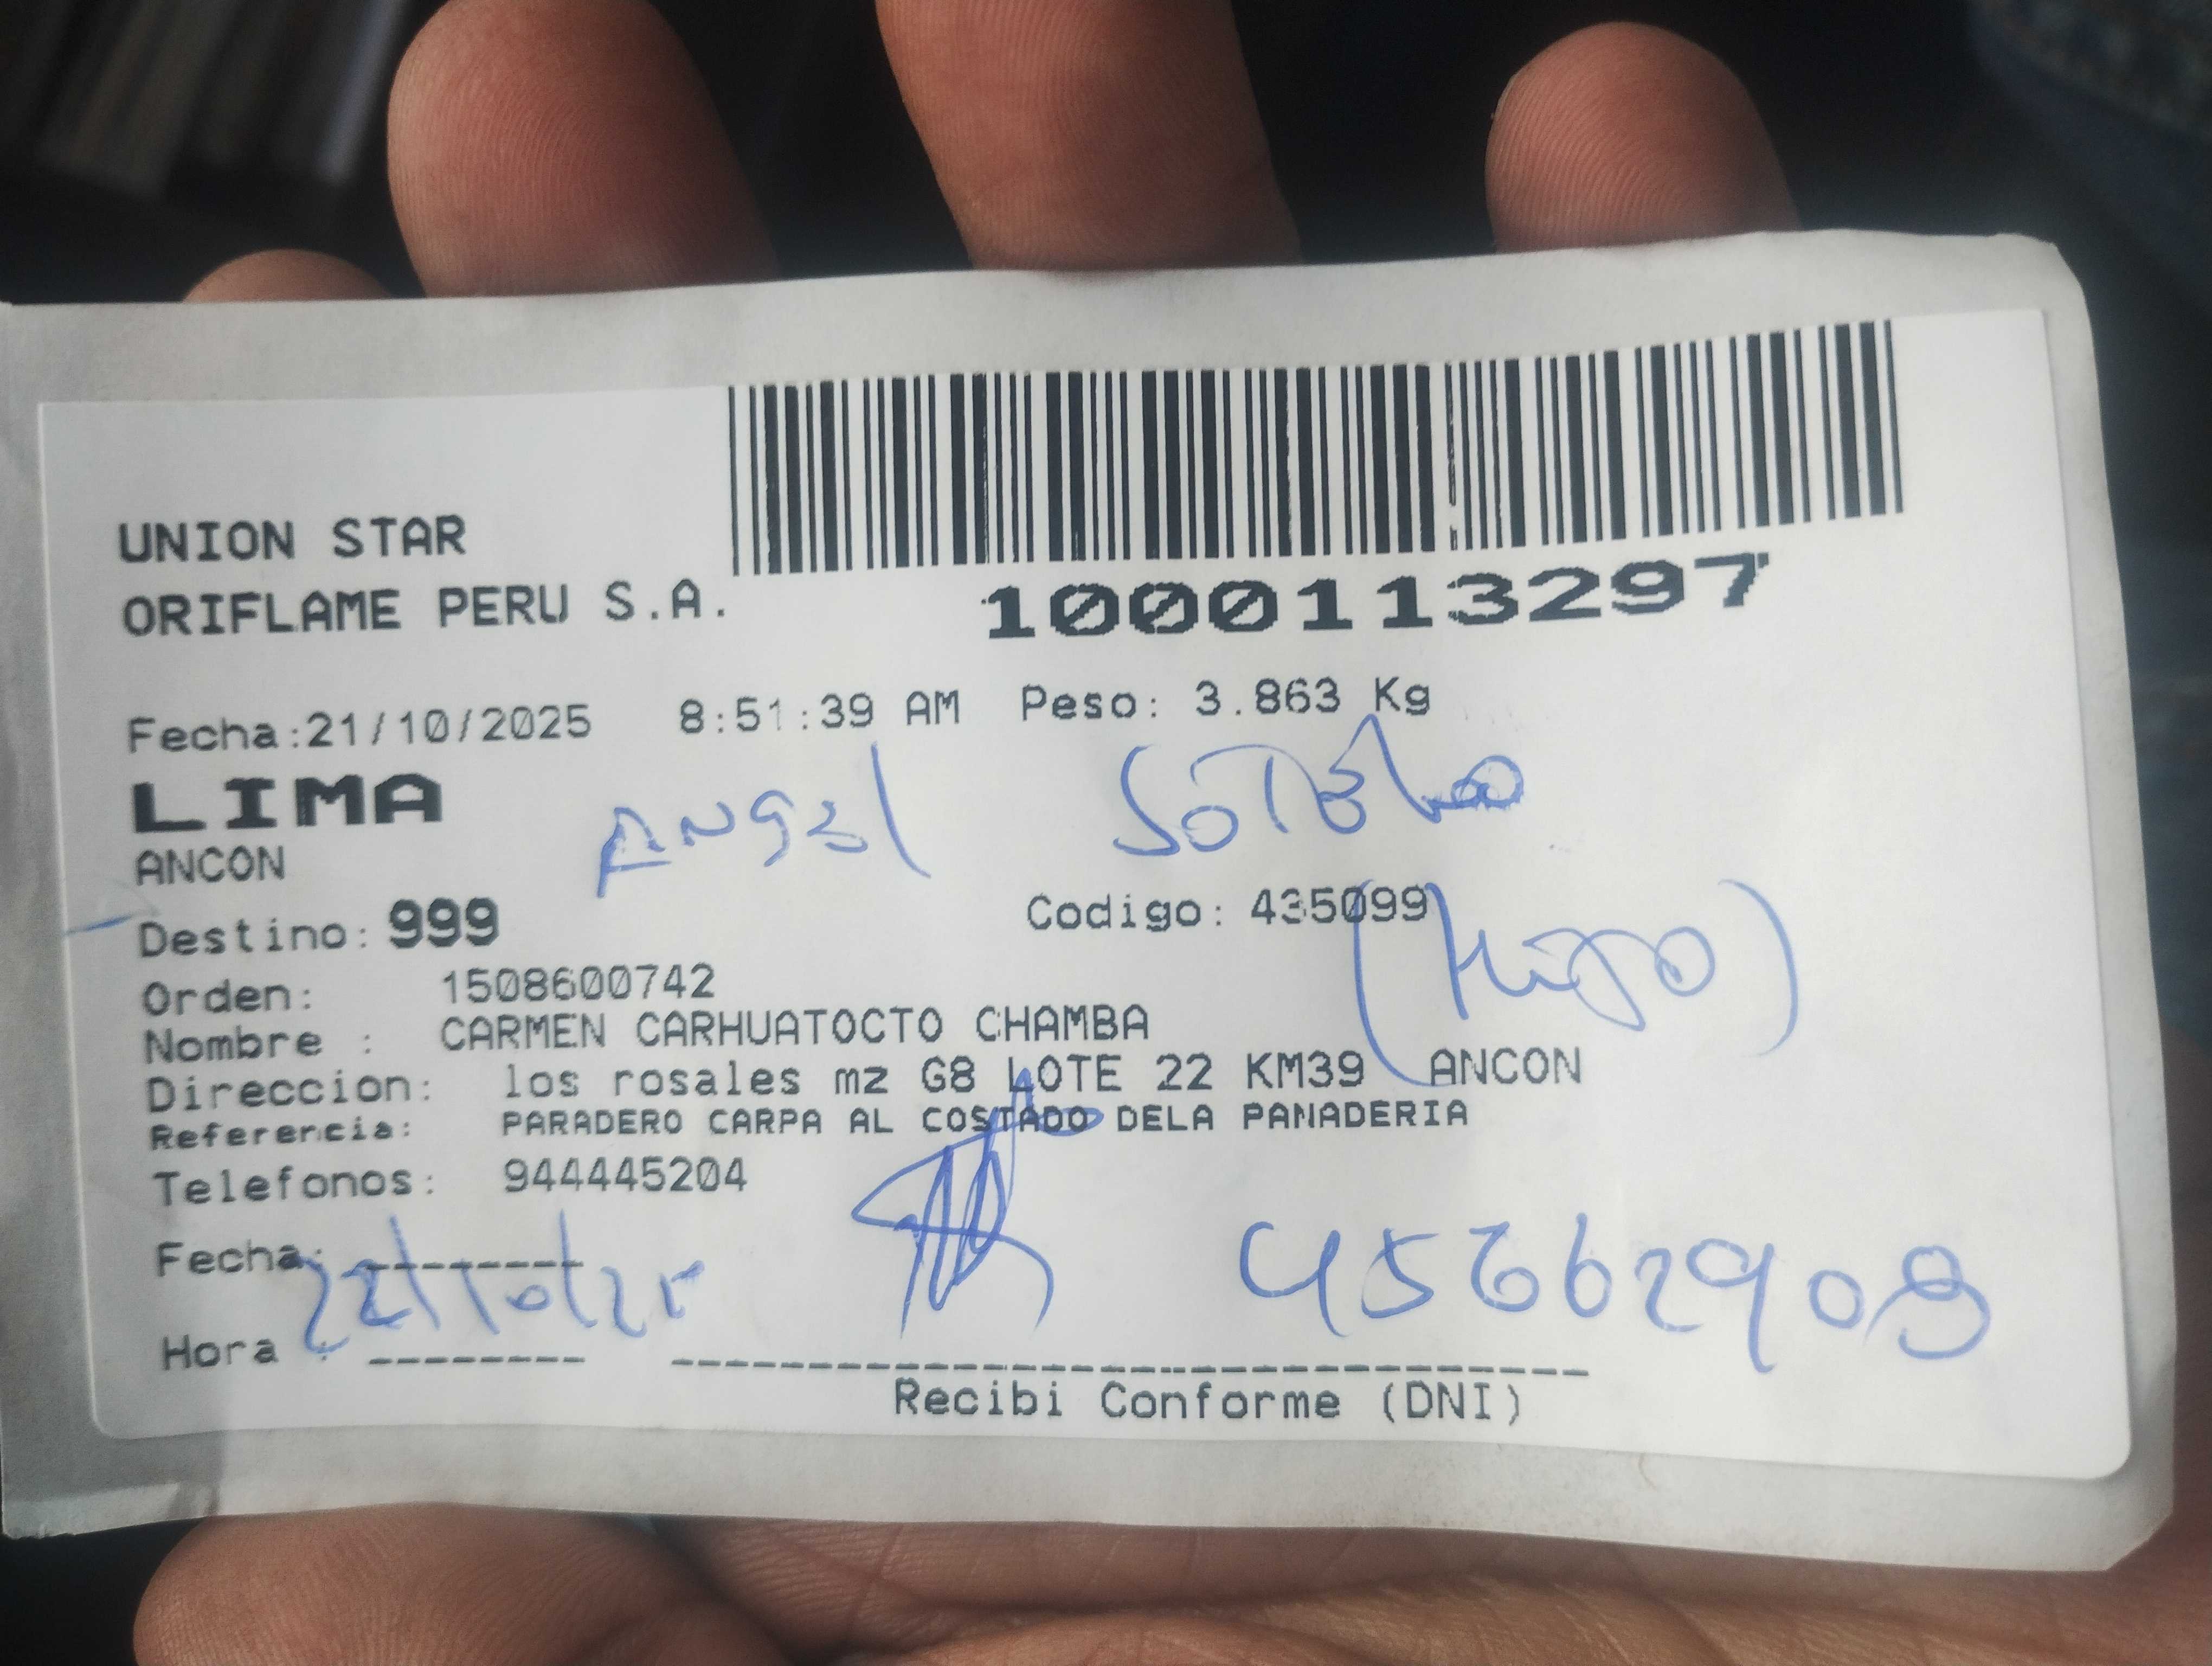 UNION STAR
ORIFLAME PERU S.A.
1000113297
Fecha:21/10/2025 8:51:39 AM Peso: 3.863 Kg
LIMA
ANGEL SOTELO
ANCON
Destino: 999 Codigo: 435099
(Hijo)
Orden: 1508600742
Nombre : CARMEN CARHUATOCTO CHAMBA
Direccion: los rosales mz G8 LOTE 22 KM39 ANCON
Referencia: PARADERO CARPA AL COSTADO DELA PANADERIA
Telefonos: 944445204
Fecha: 22/10/25 45662909
Hora :
Recibi Conforme (DNI)